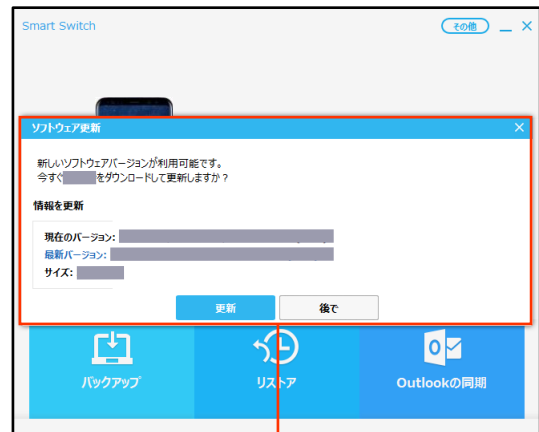 Smart Switch
その他
ソフトウェア更新
新しいソフトウェアバージョンが利用可能です。
今すぐ をダウンロードして更新しますか？
情報を更新
現在のバージョン:
最新バージョン:
サイズ:
更新 後で
バックアップ リストア Outlookの同期